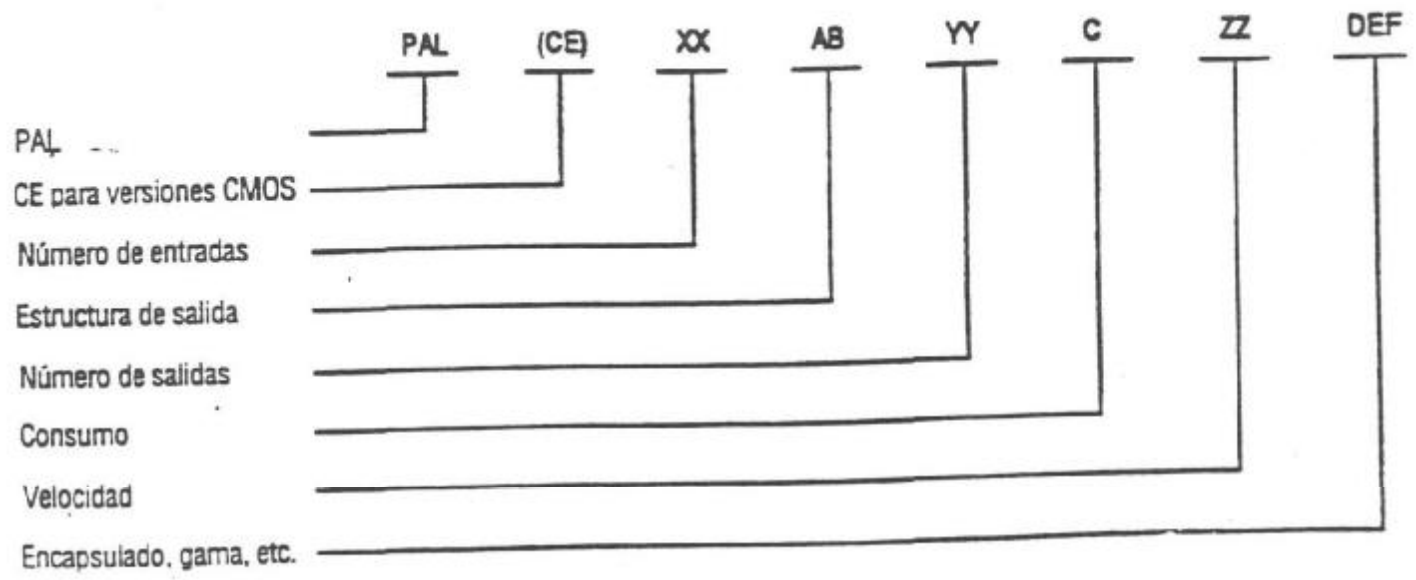 PAL (CE) XX AB YY C ZZ DEF
PAL
CE para versiones CMOS
Número de entradas
Estructura de salida
Número de salidas
Consumo
Velocidad
Encapsulado, gama, etc.